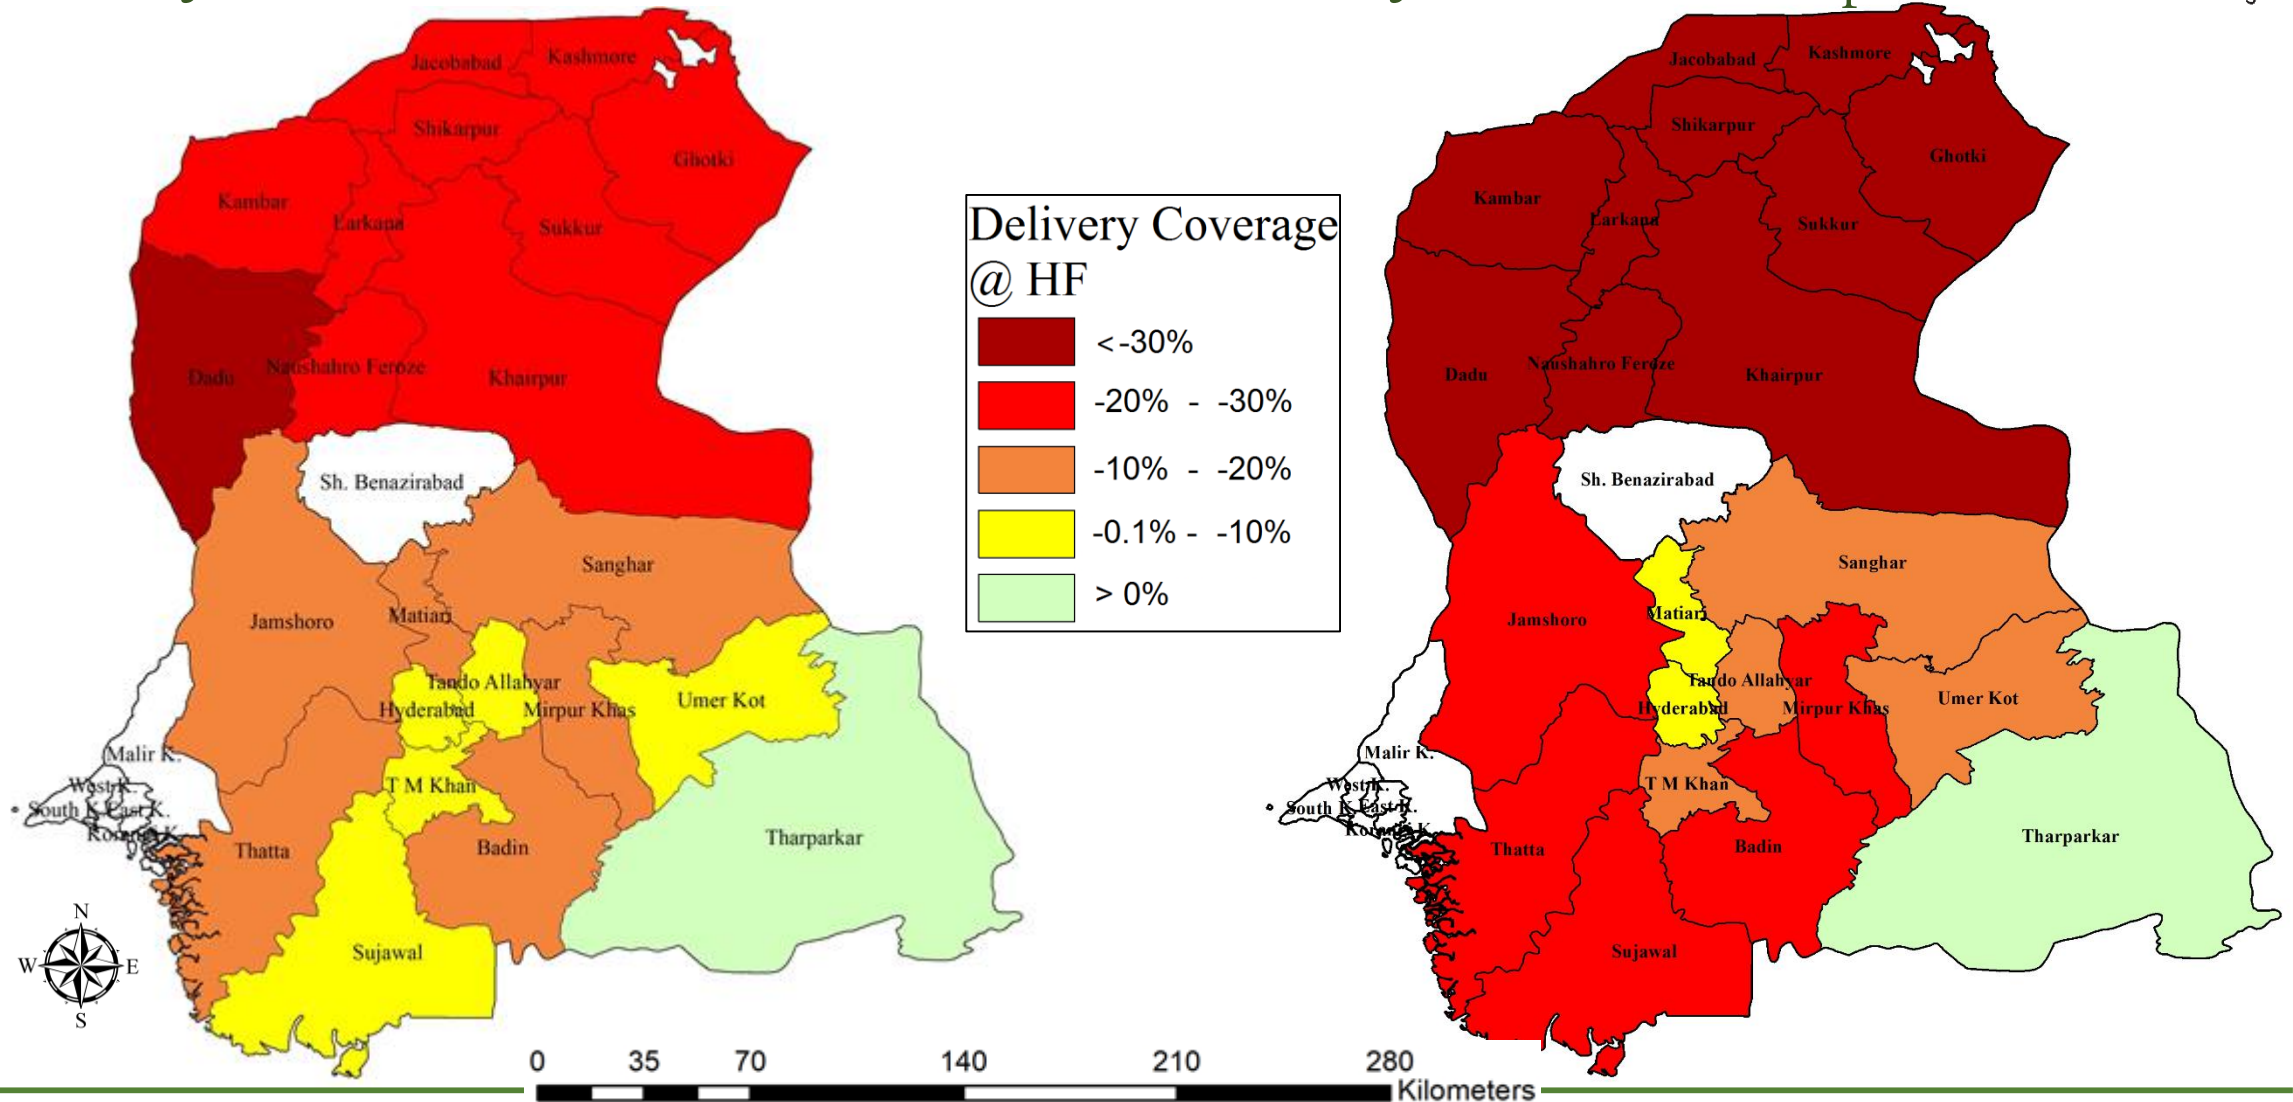 Jacobabad
Kashmore
Shikarpur
Ghotki
Kambar
Larkana
Sukkur
Dadu
Naushahro Feroze
Khairpur
Sh. Benazirabad
Sanghar
Jamshoro
Matiari
Tando Allahyar
Hyderabad
Mirpur Khas
Umer Kot
Malir K.
West K.
T M Khan
South K.
East K.
Thatta
Badin
Tharparkar
Sujawal
N
W
E
S
Delivery Coverage
@ HF
<-30%
-20% - -30%
-10% - -20%
-0.1% - -10%
> 0%
Jacobabad
Kashmore
Shikarpur
Ghotki
Kambar
Larkana
Sukkur
Dadu
Naushahro Feroze
Khairpur
Sh. Benazirabad
Sanghar
Jamshoro
Matiari
Tando Allahyar
Hyderabad
Mirpur Khas
Umer Kot
Malir K.
West K.
T M Khan
South K.
East K.
Thatta
Badin
Tharparkar
Sujawal
0 35 70 140 210 280
Kilometers